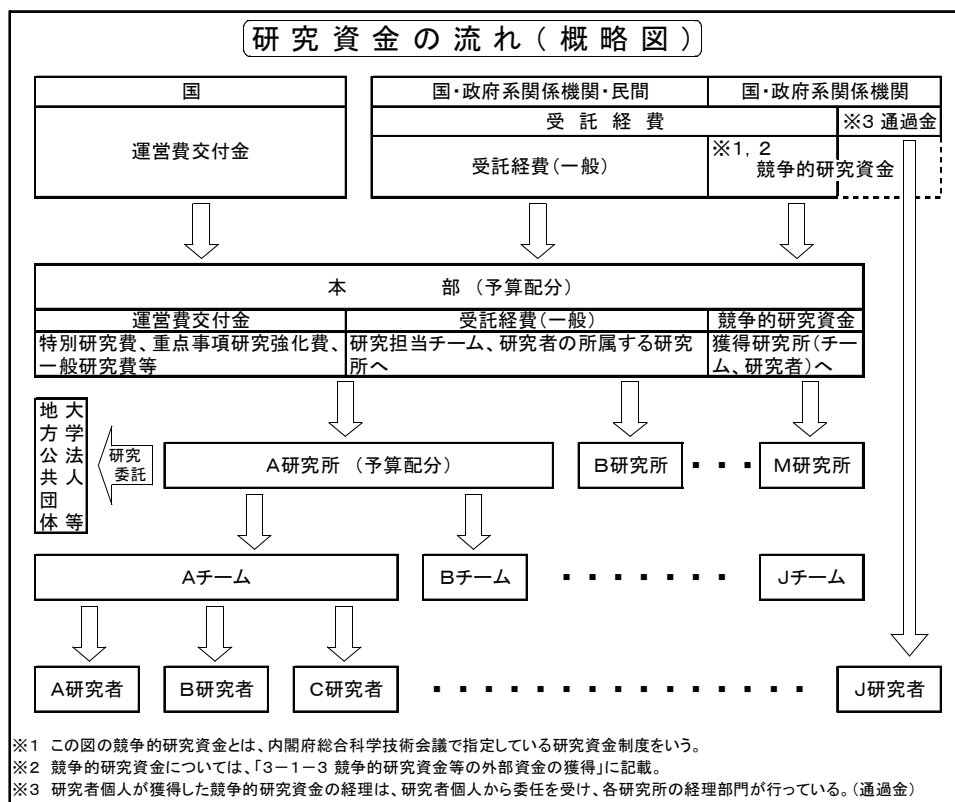 研究資金の流れ(概略図)
国
運営費交付金
国・政府系関係機関・民間
国・政府系関係機関
受託経費
※3 通過金
受託経費(一般)
※1,2
競争的研究資金
本　部 (予算配分)
運営費交付金
受託経費(一般)
競争的研究資金
特別研究費、重点事項研究強化費、
一般研究費等
研究担当チーム、研究者の所属する研究
所へ
獲得研究所(チー
ム、研究者)へ
大学法人等
地方公共団体
研究
委託
A研究所 (予算配分)
B研究所
・・・
M研究所
Aチーム
Bチーム
・・・・・・・
Jチーム
A研究者
B研究者
C研究者
・・・・・・・・・・・・・・・
J研究者
※1 この図の競争的研究資金とは、内閣府総合科学技術会議で指定している研究資金制度をいう。
※2 競争的研究資金については、「3-1-3 競争的研究資金等の外部資金の獲得」に記載。
※3 研究者個人が獲得した競争的研究資金の経理は、研究者個人から委任を受け、各研究所の経理部門が行っている。(通過金)